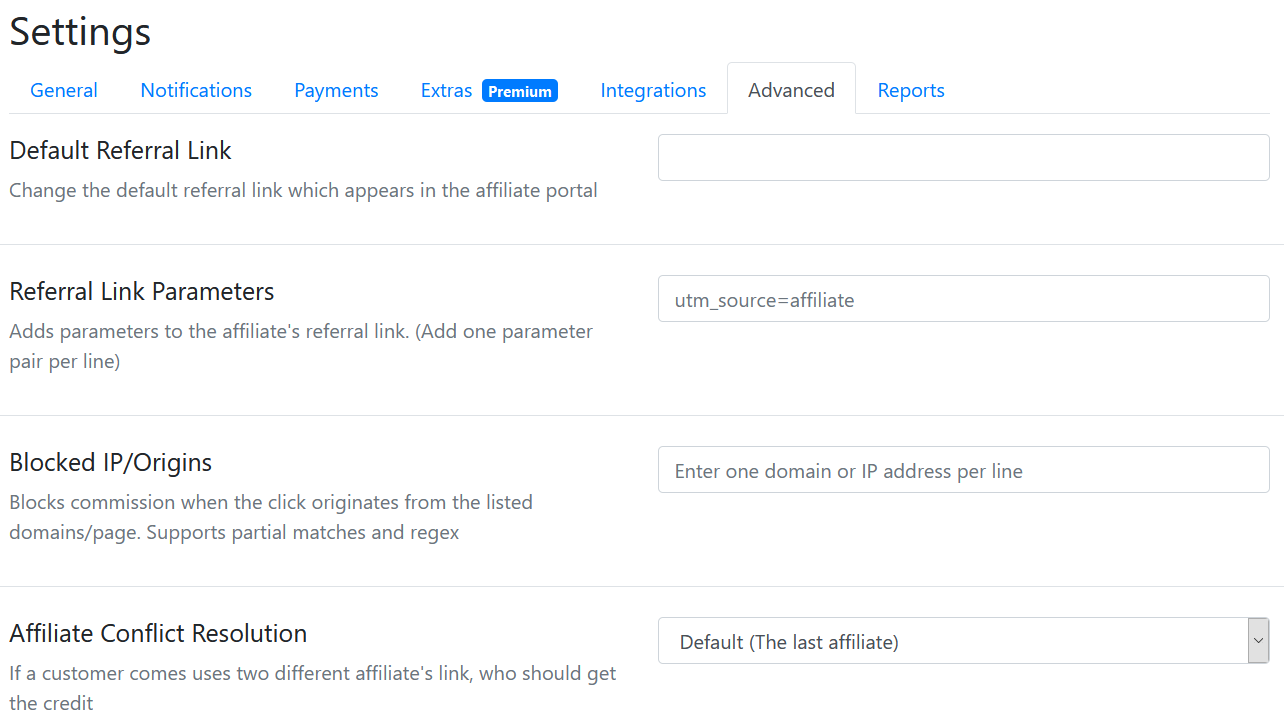 Settings
General Notifications Payments Extras Premium Integrations Advanced Reports
Default Referral Link
Change the default referral link which appears in the affiliate portal
Referral Link Parameters
utm_source=affiliate
Adds parameters to the affiliate's referral link. (Add one parameter
pair per line)
Blocked IP/Origins
Enter one domain or IP address per line
Blocks commission when the click originates from the listed
domains/page. Supports partial matches and regex
Affiliate Conflict Resolution
Default (The last affiliate)
If a customer comes uses two different affiliate's link, who should get
the credit